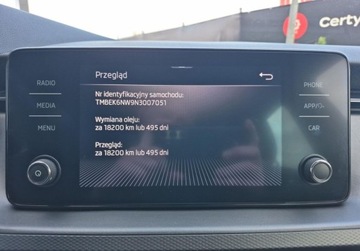 Certy
RADIO
MEDIA
MENU
Przegląd
Nr identyfikacyjny samochodu:
TMBEK6NW9N3007051
Wymiana oleju:
za 18200 km lub 495 dni
Przegląd:
za 18200 km lub 495 dni
PHONE
APP/
CAR